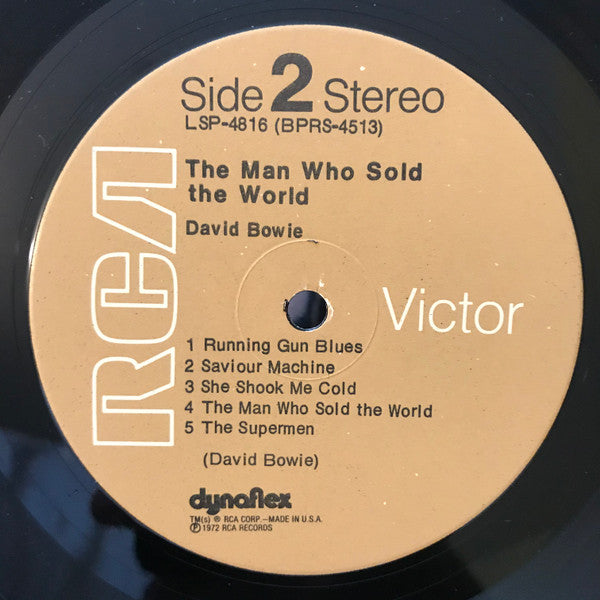 Side 2 Stereo
LSP-4816 (BPRS-4513)
The Man Who Sold
the World
David Bowie
RCA
Victor
1 Running Gun Blues
2 Saviour Machine
3 She Shook Me Cold
4 The Man Who Sold the World
5 The Supermen
(David Bowie)
dynaflex
TM(s) ® RCA CORP.—MADE IN U.S.A.
℗ 1972 RCA RECORDS